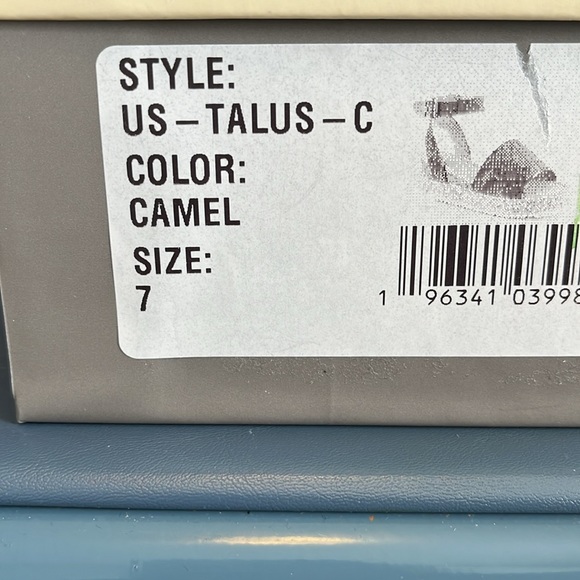 STYLE:
US-TALUS-C
COLOR:
CAMEL
SIZE:
7
1 96341 03998